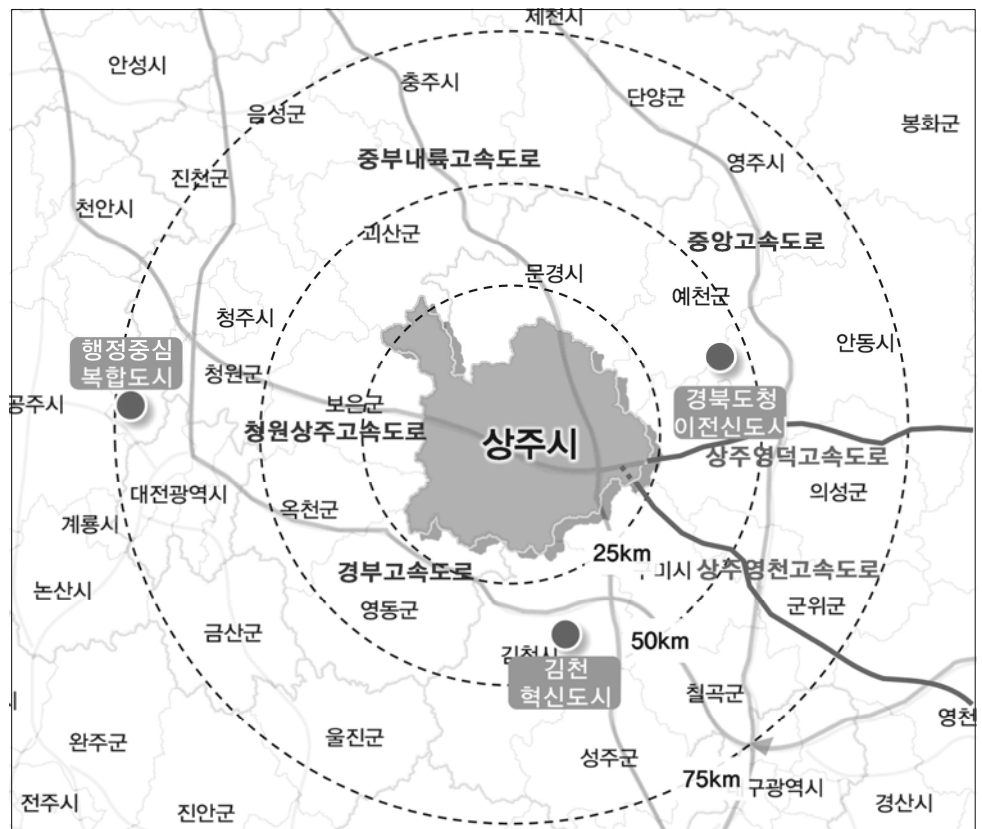 제천시
안성시
충주시
단양군
음성군
봉화군
중부내륙고속도로
영주시
진천군
천안시
괴산군
중앙고속도로
문경시
예천군
청주시
안동시
행정중심
복합도시
청원군
공주시
보은군
경북도청
이전신도시
청원상주고속도로
상주시
상주영덕고속도로
대전광역시
의성군
옥천군
계룡시
25km
경부고속도로
미시
상주영천고속도로
논산시
영동군
군위군
금산군
50km
김천시
김천
혁신도시
칠곡군
영천
완주군
울진군
성주군
75km
구광역시
전주시
진안군
경산시